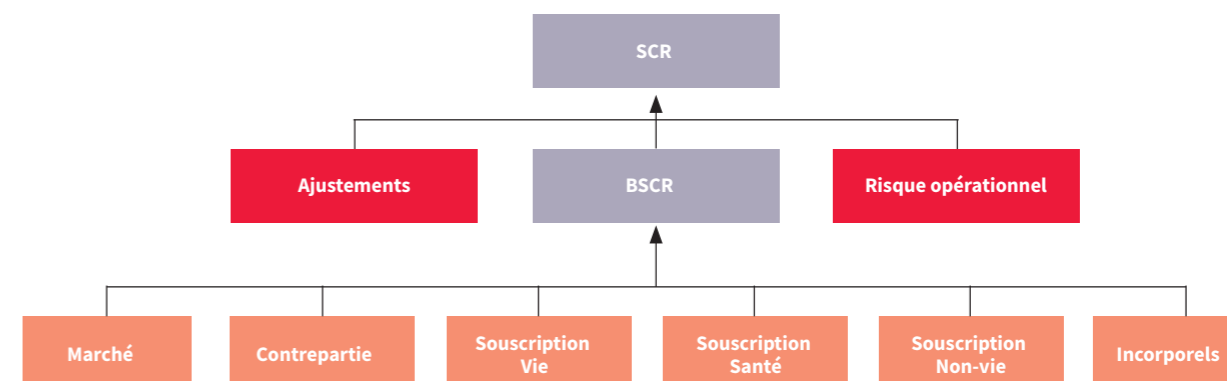 SCR
Ajustements
BSCR
Risque opérationnel
Marché
Contrepartie
Souscription
Vie
Souscription
Santé
Souscription
Non-vie
Incorporels